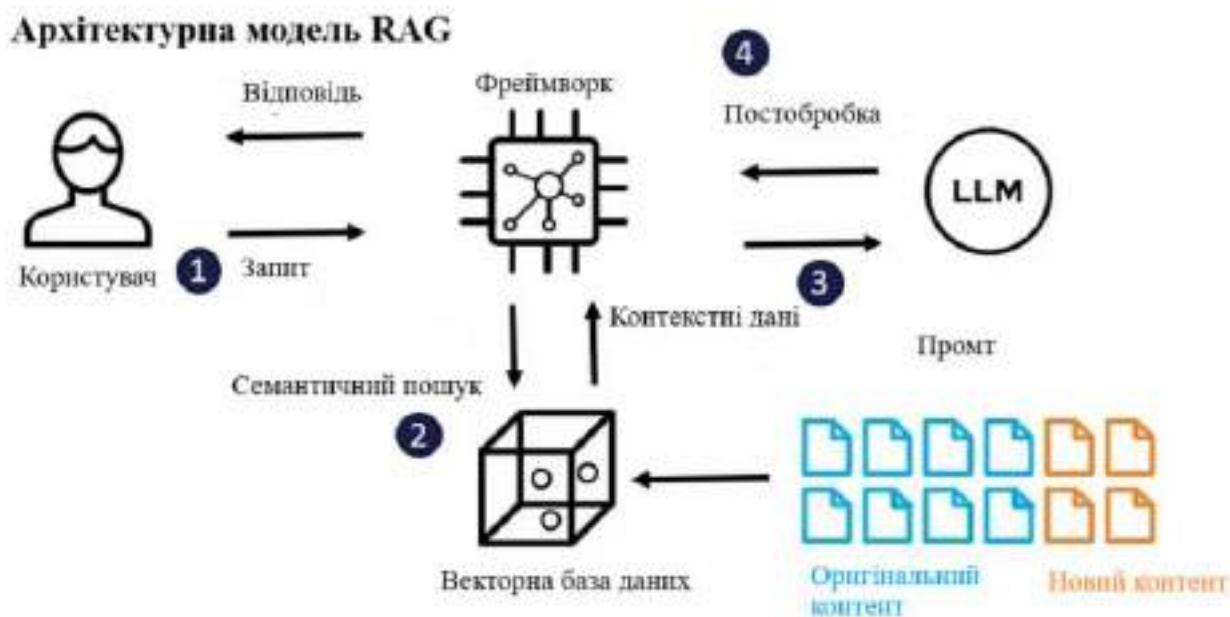 Архітектурна модель RAG
4
Відповідь
Фреймворк
Постобробка
LLM
Користувач
1
Запит
3
Контекстні дані
Промт
Семантичний пошук
2
Векторна база даних
Оригінальний
контент
Новий контент